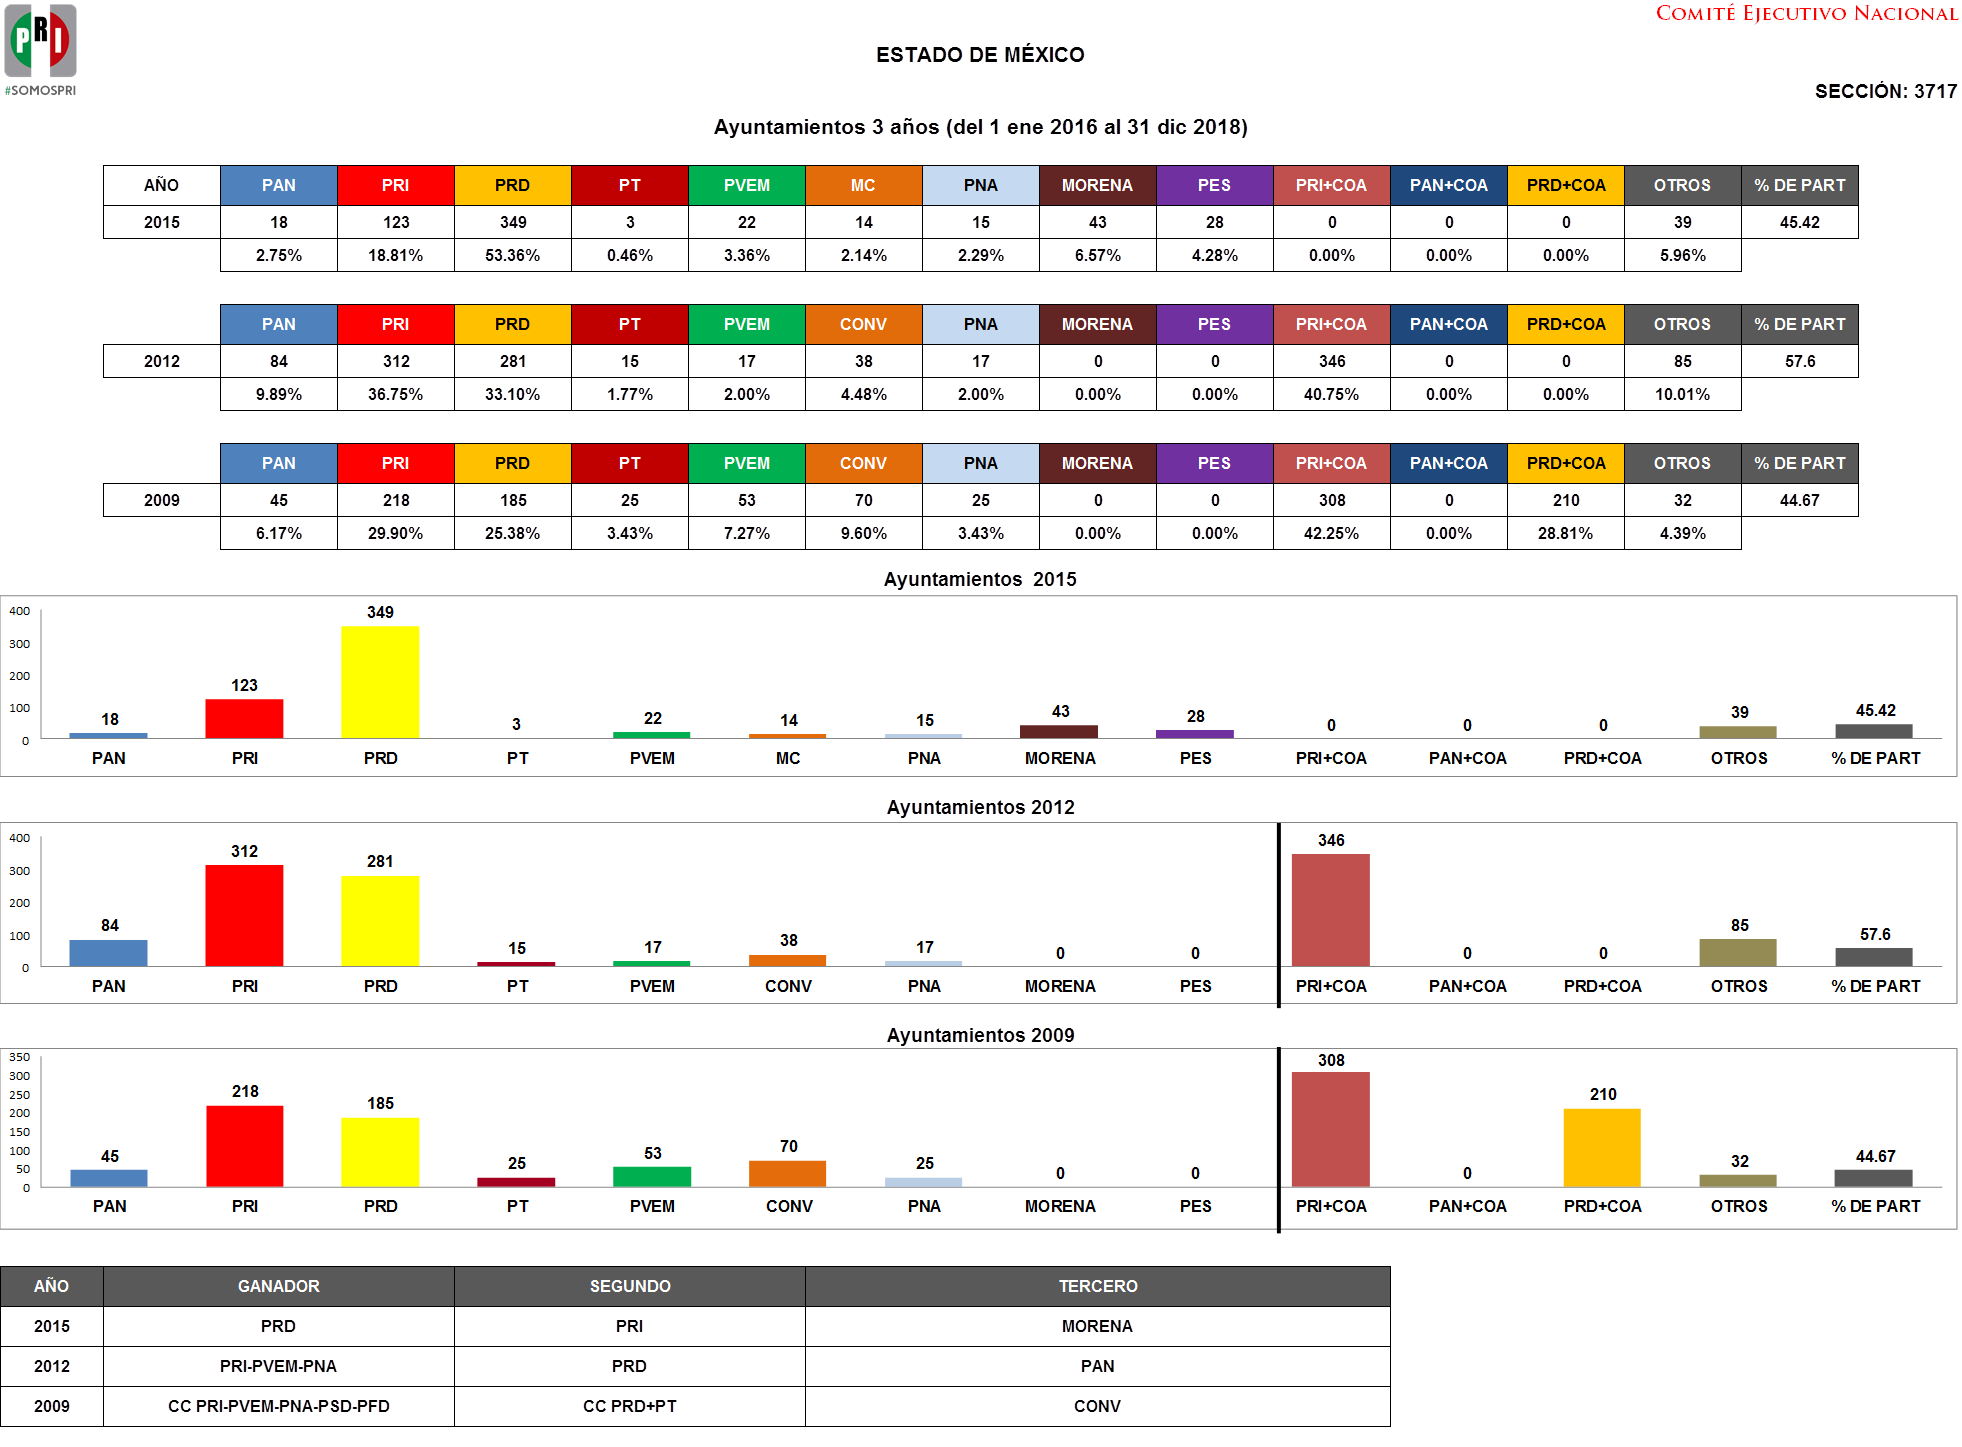 PRI
#SOMOSPRI
COMITÉ EJECUTIVO NACIONAL
ESTADO DE MÉXICO
SECCIÓN: 3717
Ayuntamientos 3 años (del 1 ene 2016 al 31 dic 2018)
AÑO PAN PRI PRD PT PVEM MC PNA MORENA PES PRI+COA PAN+COA PRD+COA OTROS % DE PART
2015 18 123 349 3 22 14 15 43 28 0 0 0 39 45.42
2.75% 18.81% 53.36% 0.46% 3.36% 2.14% 2.29% 6.57% 4.28% 0.00% 0.00% 0.00% 5.96%
PAN PRI PRD PT PVEM CONV PNA MORENA PES PRI+COA PAN+COA PRD+COA OTROS % DE PART
2012 84 312 281 15 17 38 17 0 0 346 0 0 85 57.6
9.89% 36.75% 33.10% 1.77% 2.00% 4.48% 2.00% 0.00% 0.00% 40.75% 0.00% 0.00% 10.01%
PAN PRI PRD PT PVEM CONV PNA MORENA PES PRI+COA PAN+COA PRD+COA OTROS % DE PART
2009 45 218 185 25 53 70 25 0 0 308 0 210 32 44.67
6.17% 29.90% 25.38% 3.43% 7.27% 9.60% 3.43% 0.00% 0.00% 42.25% 0.00% 28.81% 4.39%
Ayuntamientos 2015
400
300
200
100
0
18 123 349 3 22 14 15 43 28 0 0 0 39 45.42
PAN PRI PRD PT PVEM MC PNA MORENA PES PRI+COA PAN+COA PRD+COA OTROS % DE PART
Ayuntamientos 2012
400
300
200
100
0
84 312 281 15 17 38 17 0 0 346 0 0 85 57.6
PAN PRI PRD PT PVEM CONV PNA MORENA PES PRI+COA PAN+COA PRD+COA OTROS % DE PART
Ayuntamientos 2009
350
300
250
200
150
100
50
0
45 218 185 25 53 70 25 0 0 308 0 210 32 44.67
PAN PRI PRD PT PVEM CONV PNA MORENA PES PRI+COA PAN+COA PRD+COA OTROS % DE PART
AÑO GANADOR SEGUNDO TERCERO
2015 PRD PRI MORENA
2012 PRI-PVEM-PNA PRD PAN
2009 CC PRI-PVEM-PNA-PSD-PFD CC PRD+PT CONV